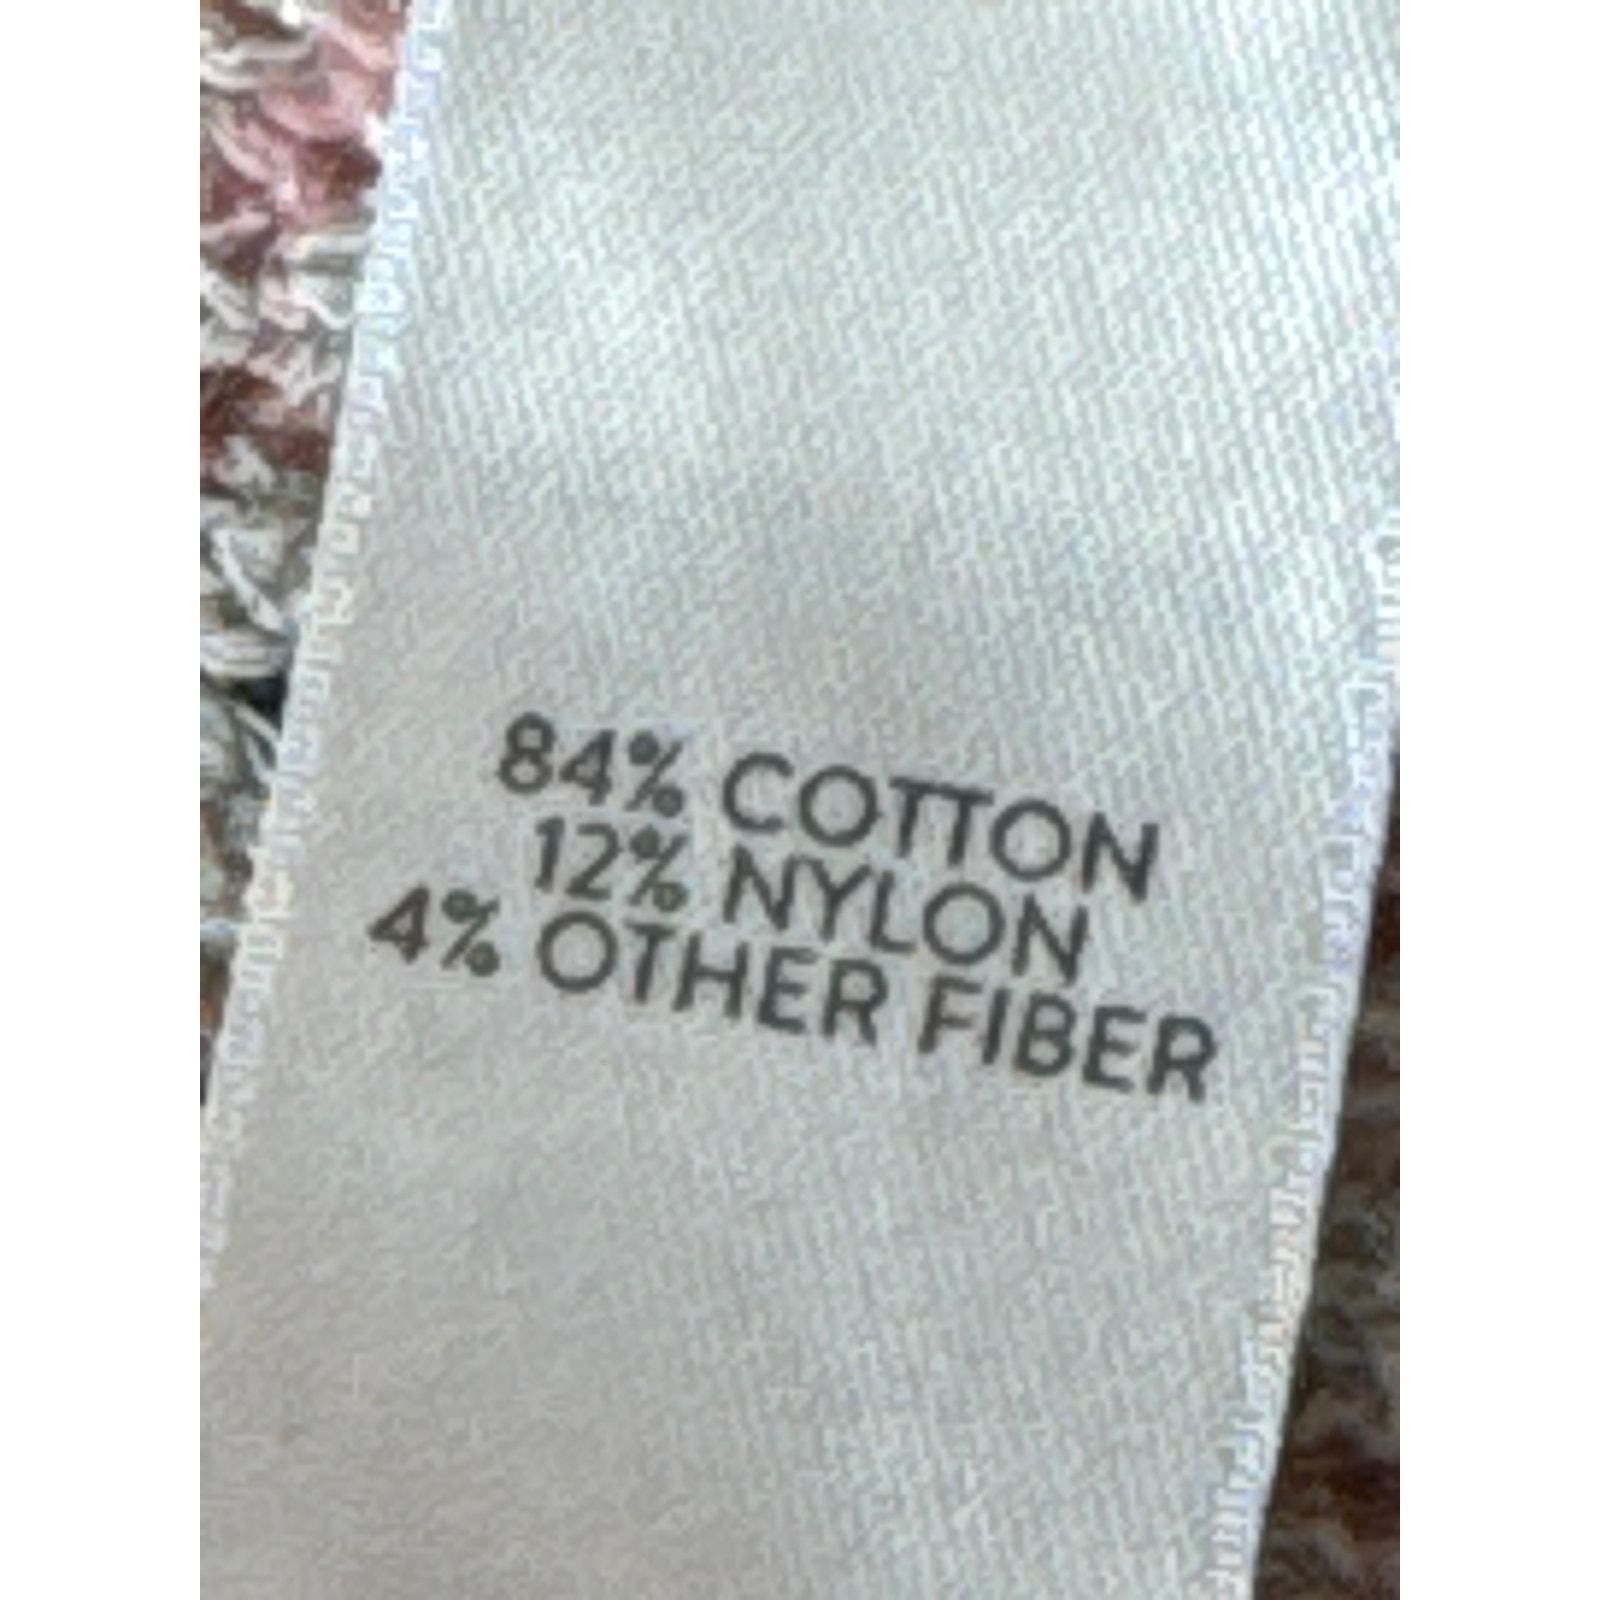 84% COTTON
12% NYLON
4% OTHER FIBER